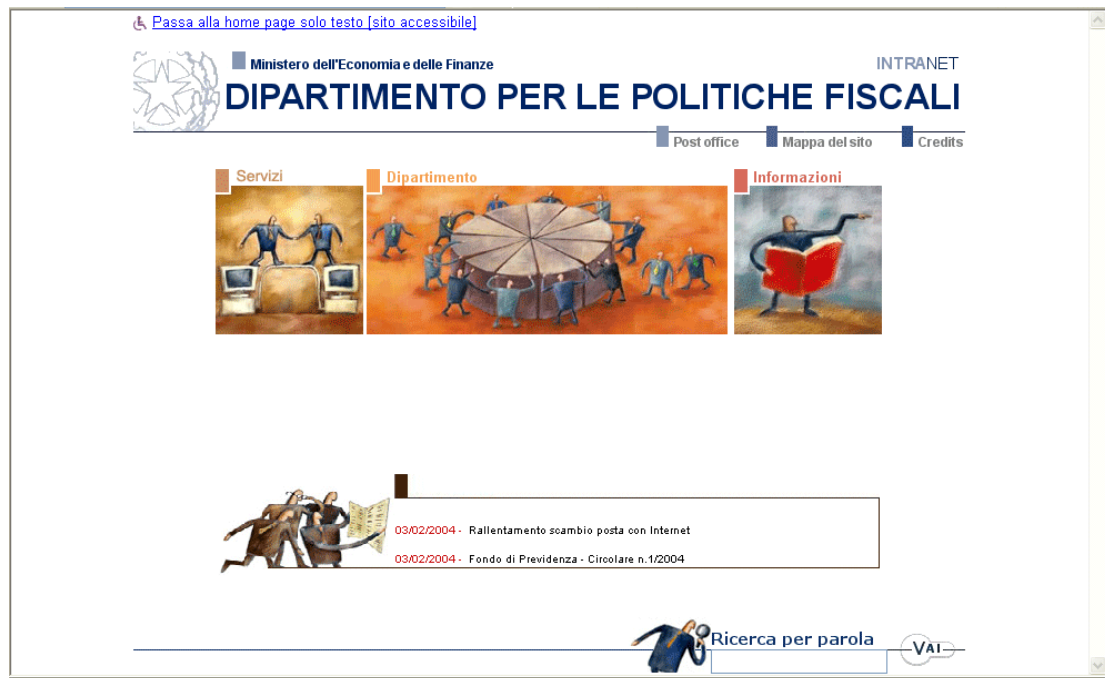 Passa alla home page solo testo [sito accessibile]
Ministero dell'Economia e delle Finanze
INTRANET
DIPARTIMENTO PER LE POLITICHE FISCALI
Post office
Mappa del sito
Credits
Servizi
Dipartimento
Informazioni
03/02/2004 - Rallentamento scambio posta con Internet
03/02/2004 - Fondo di Previdenza - Circolare n.1/2004
Ricerca per parola
VAI